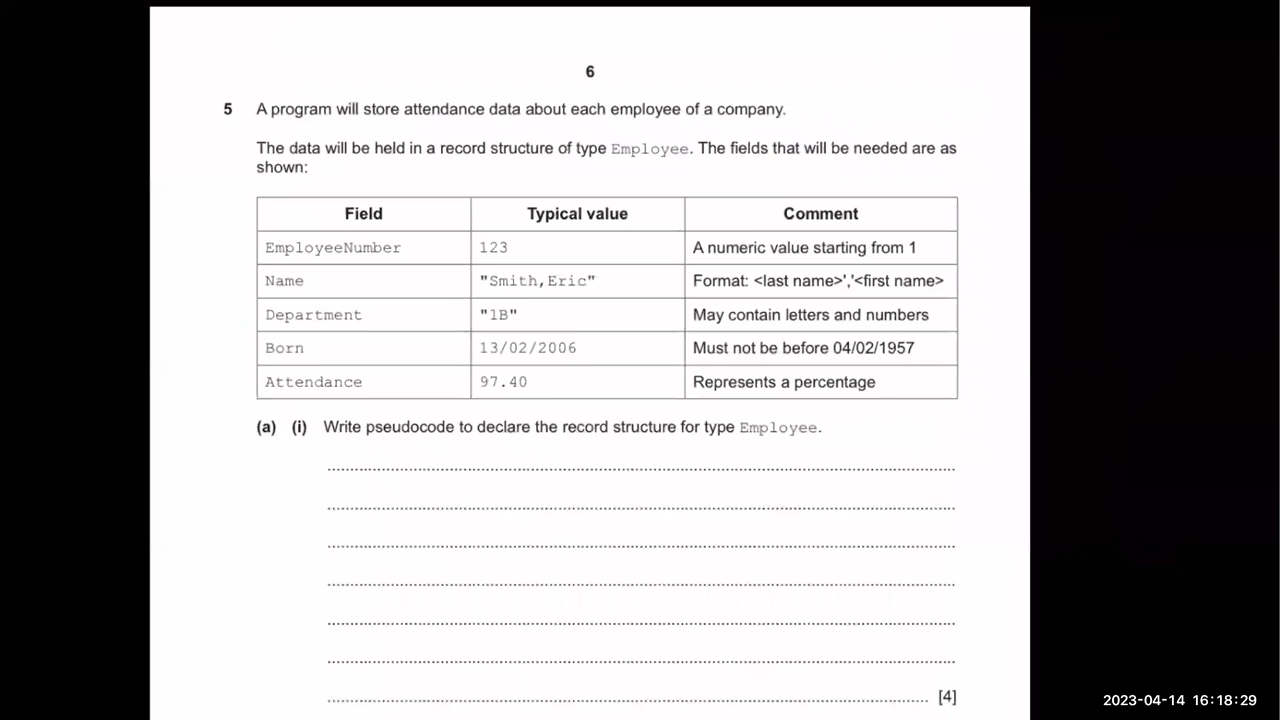 6
5 A program will store attendance data about each employee of a company.
The data will be held in a record structure of type Employee. The fields that will be needed are as
shown:
Field Typical value Comment
EmployeeNumber 123 A numeric value starting from 1
Name "Smith,Eric" Format: <last name>','<first name>
Department "1B" May contain letters and numbers
Born 13/02/2006 Must not be before 04/02/1957
Attendance 97.40 Represents a percentage
(a) (i) Write pseudocode to declare the record structure for type Employee.
[4]
2023-04-14 16:18:29